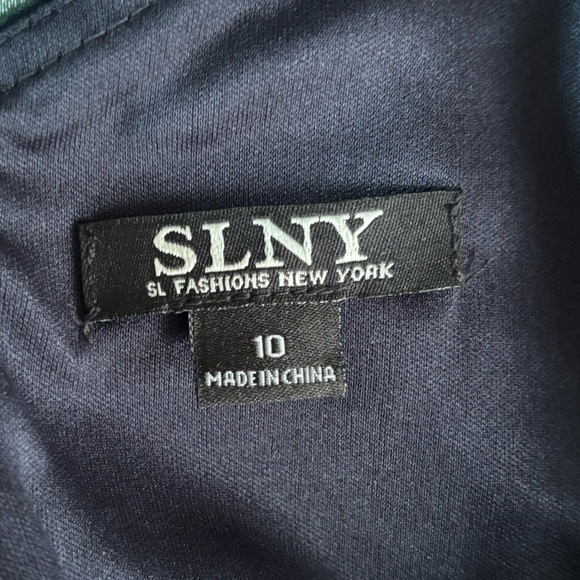 SLNY
SL FASHIONS NEW YORK
10
MADE IN CHINA